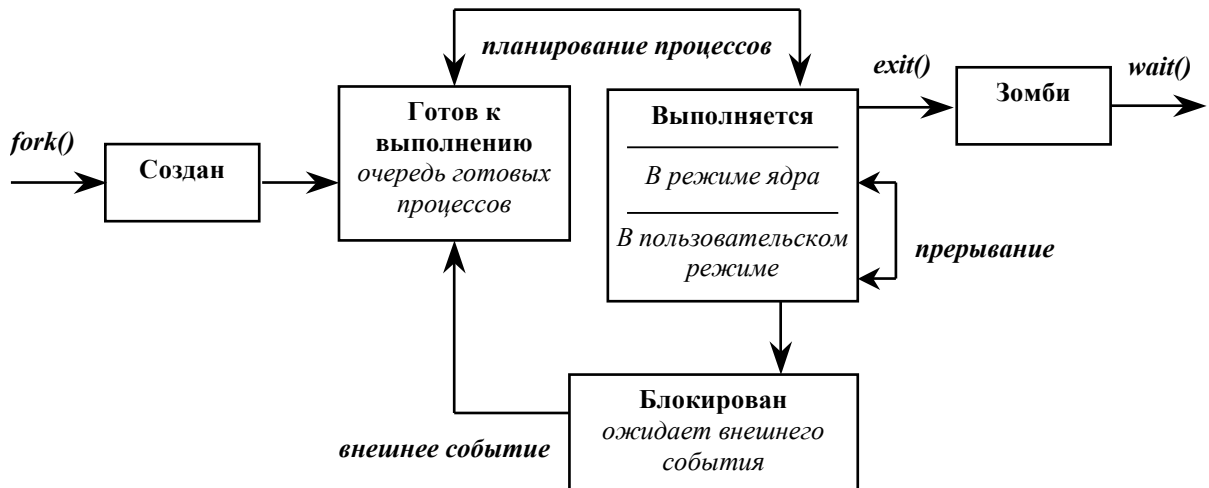 планирование процессов
exit()
wait()
fork()
Создан
Готов к
выполнению
очередь готовых
процессов
Выполняется
В режиме ядра
В пользовательском
режиме
прерывание
Зомби
Блокирован
ожидает внешнего
события
внешнее событие